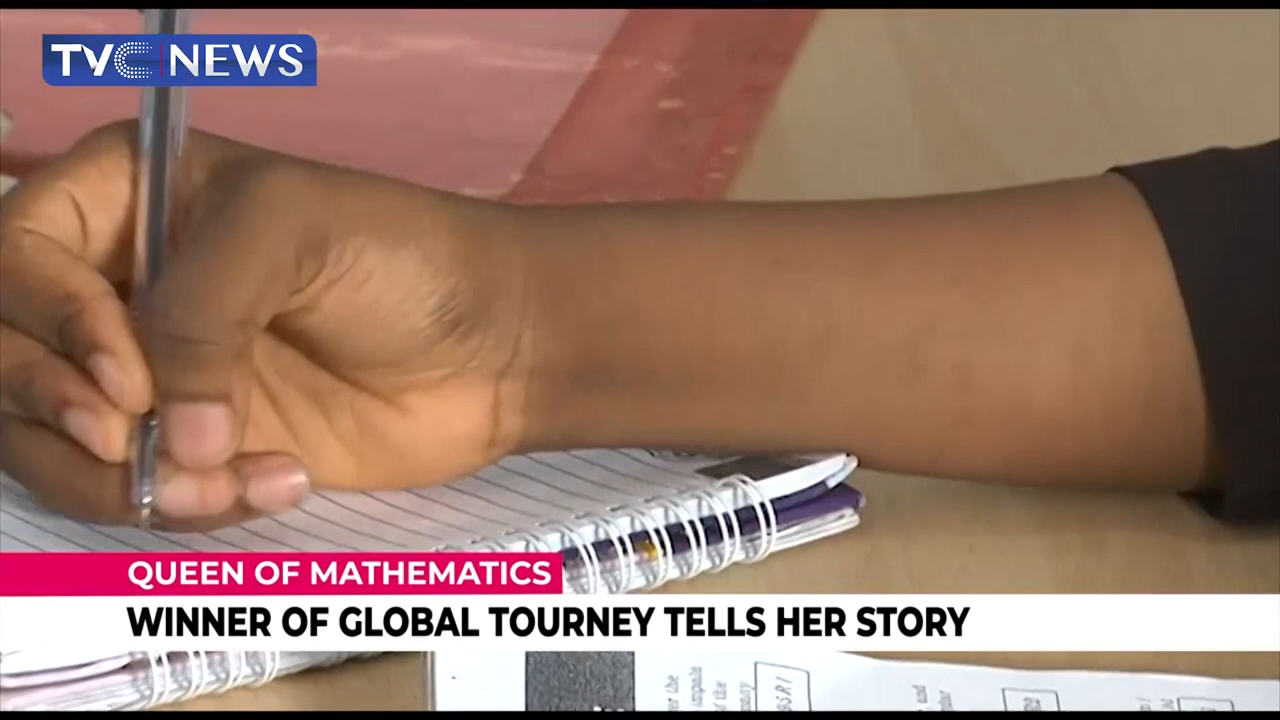 TVC NEWS
QUEEN OF MATHEMATICS
WINNER OF GLOBAL TOURNEY TELLS HER STORY